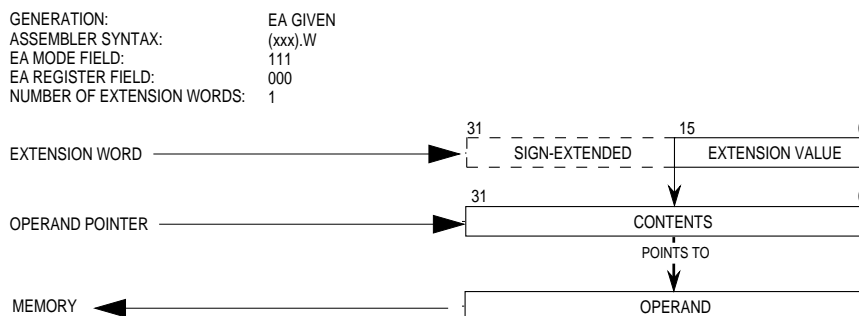 GENERATION: EA GIVEN
ASSEMBLER SYNTAX: (xxx).W
EA MODE FIELD: 111
EA REGISTER FIELD: 000
NUMBER OF EXTENSION WORDS: 1
31 15
EXTENSION WORD SIGN-EXTENDED EXTENSION VALUE
31
OPERAND POINTER CONTENTS
POINTS TO
MEMORY OPERAND